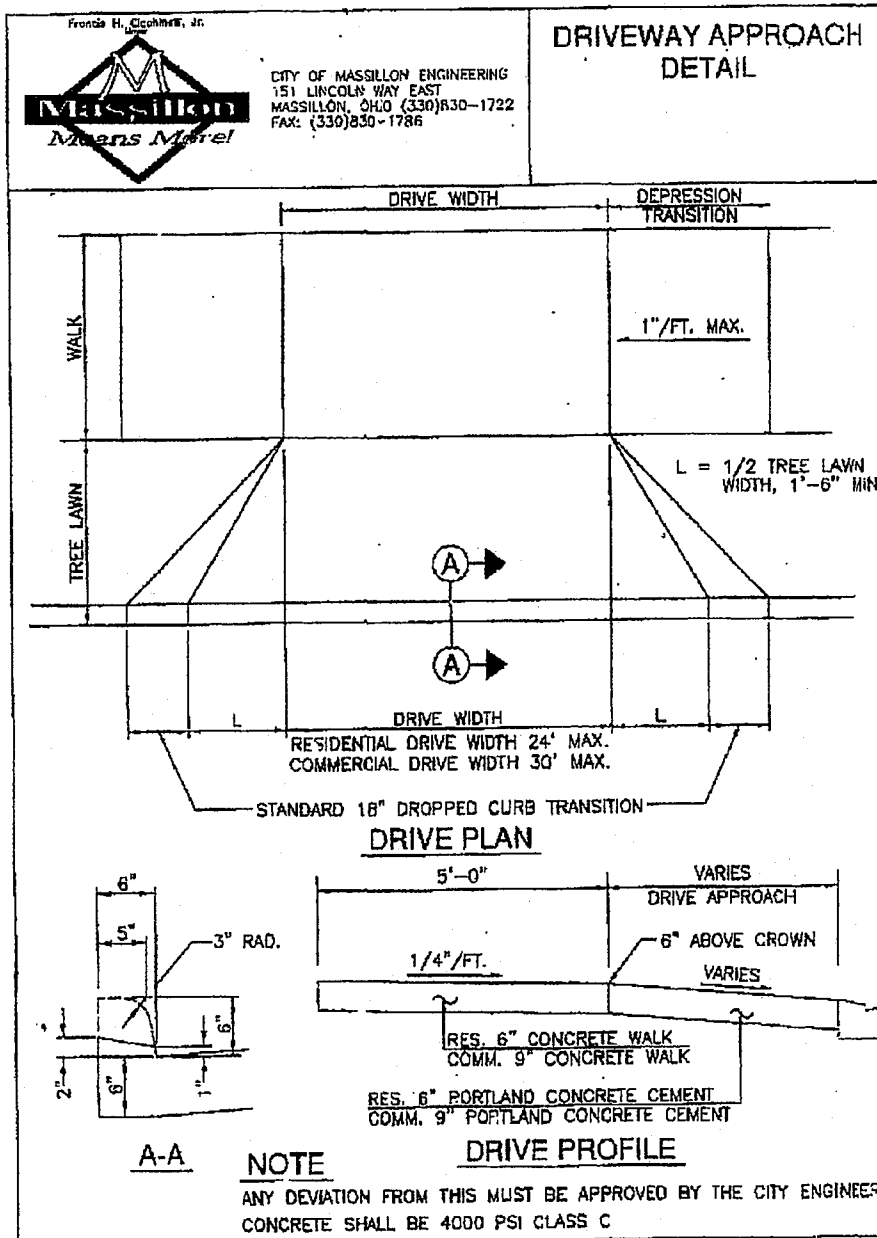 Francis H. Cicchinelli, Jr.
Mayor
M
Massillon
Means More!
CITY OF MASSILLON ENGINEERING
151 LINCOLN WAY EAST
MASSILLON, OHIO (330)830-1722
FAX: (330)830-1786
DRIVEWAY APPROACH
DETAIL
DRIVE WIDTH
DEPRESSION
TRANSITION
WALK
1"/FT. MAX.
TREE LAWN
L = 1/2 TREE LAWN
WIDTH, 1'-6" MIN
A
A
L
DRIVE WIDTH
L
RESIDENTIAL DRIVE WIDTH 24' MAX.
COMMERCIAL DRIVE WIDTH 30' MAX.
STANDARD 18" DROPPED CURB TRANSITION
DRIVE PLAN
6"
5"
3" RAD.
6"
2"
6"
1"
A-A
5'-0"
VARIES
DRIVE APPROACH
6" ABOVE CROWN
1/4"/FT.
VARIES
RES. 6" CONCRETE WALK
COMM. 9" CONCRETE WALK
RES. 6" PORTLAND CONCRETE CEMENT
COMM. 9" PORTLAND CONCRETE CEMENT
DRIVE PROFILE
NOTE
ANY DEVIATION FROM THIS MUST BE APPROVED BY THE CITY ENGINEER
CONCRETE SHALL BE 4000 PSI CLASS C